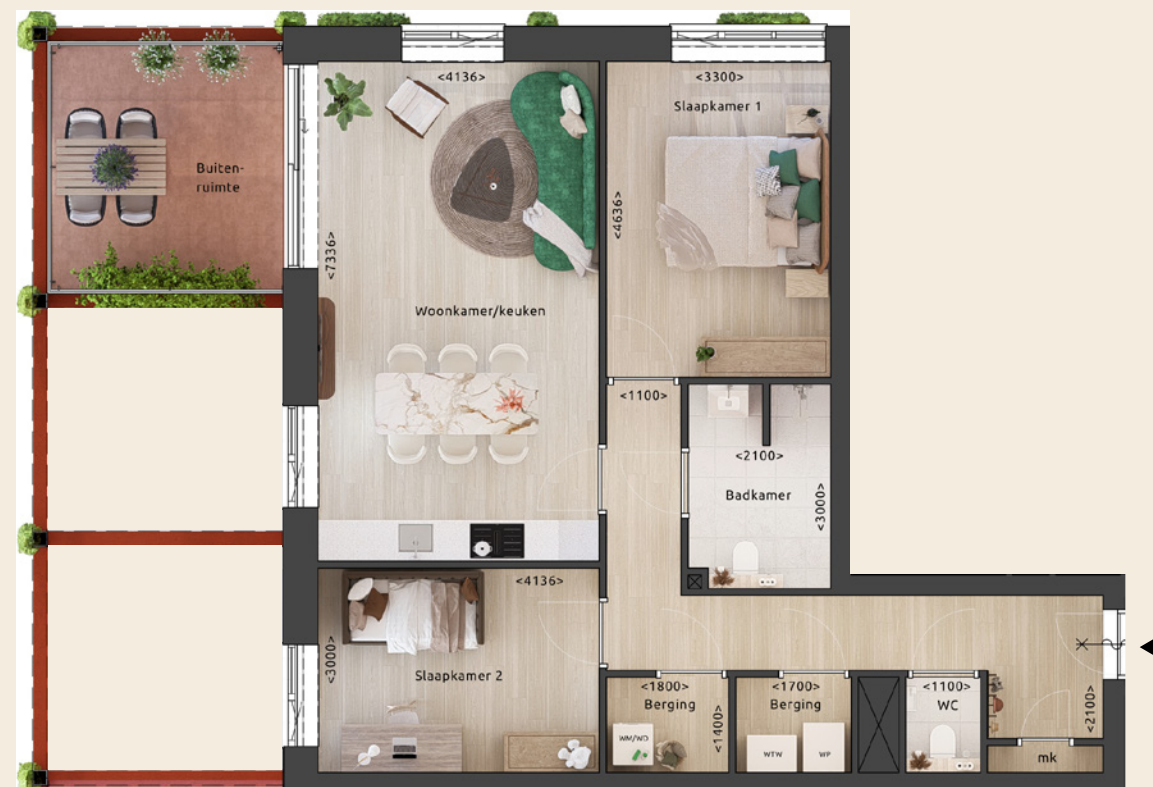 <4136>
<3300>
Slaapkamer 1
Buiten-
ruimte
<4636>
<7336>
Woonkamer/keuken
<1100>
<2100>
Badkamer
<3000>
<4136>
<3000>
Slaapkamer 2
<1800>
Berging
<1400>
WM/WD
<1700>
Berging
WTW
WP
<1100>
WC
<2100>
mk